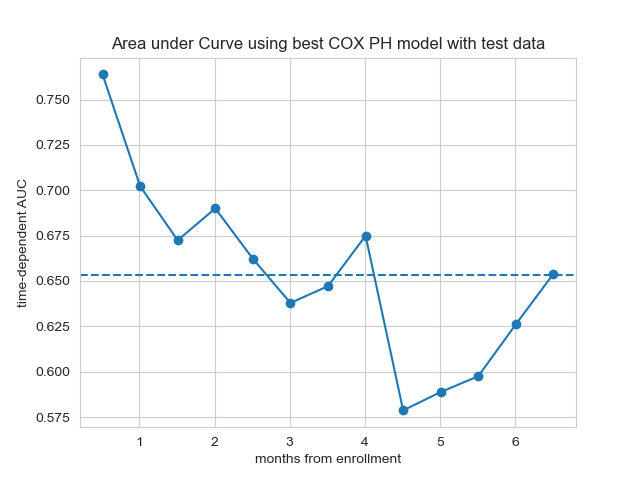 Area under Curve using best COX PH model with test data
time-dependent AUC
0.750
0.725
0.700
0.675
0.650
0.625
0.600
0.575
1 2 3 4 5 6
months from enrollment